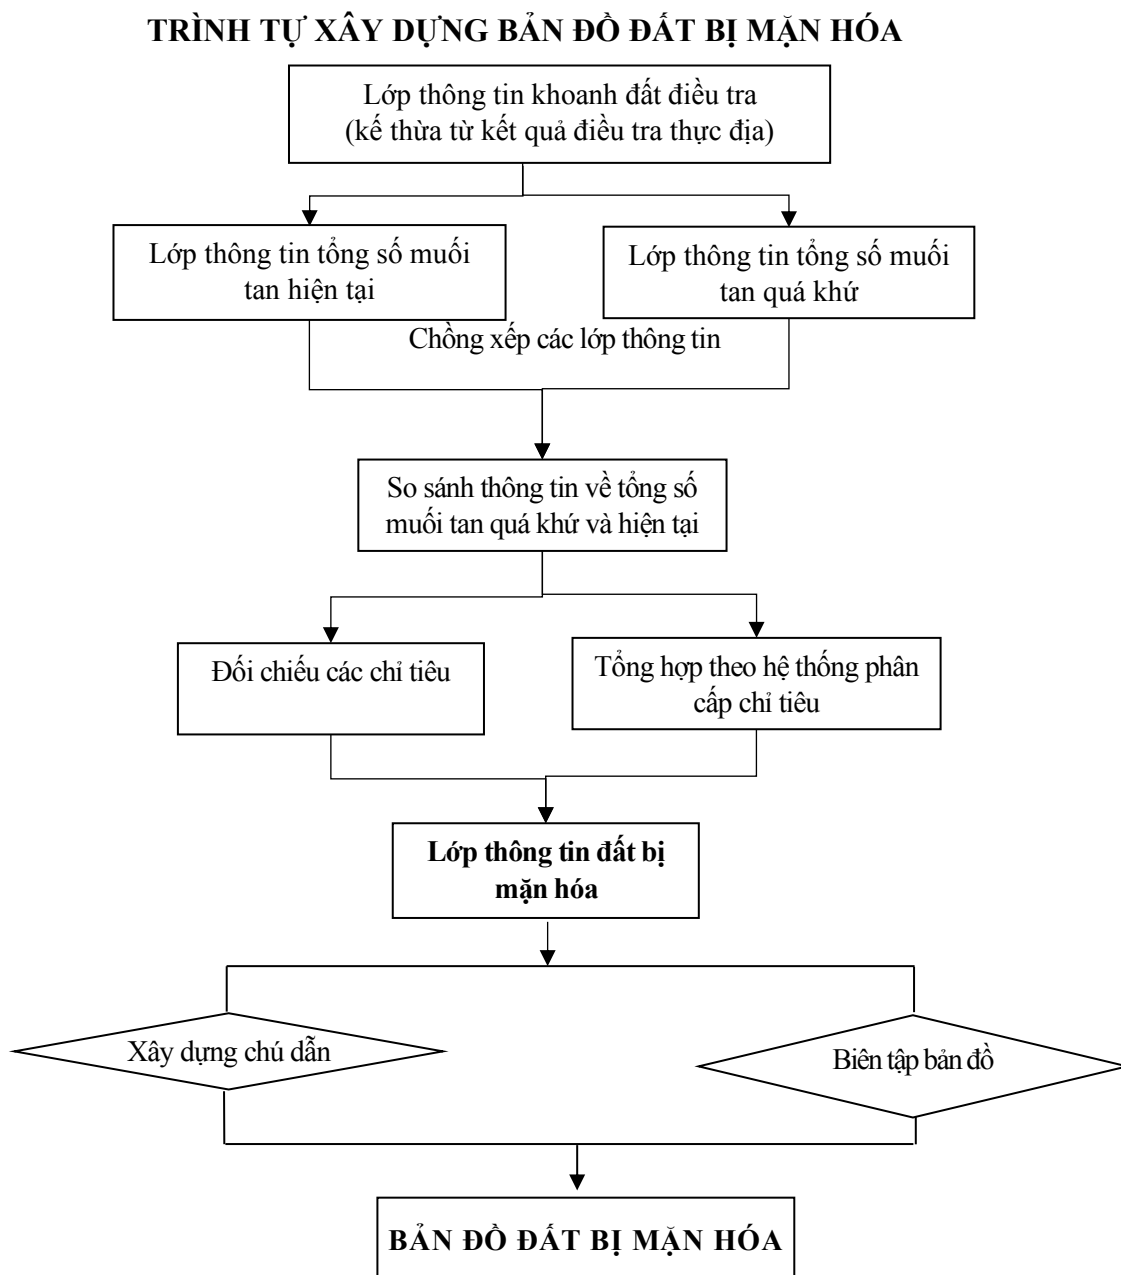 TRÌNH TỰ XÂY DỰNG BẢN ĐỒ ĐẤT BỊ MẶN HÓA
Lớp thông tin khoanh đất điều tra
(kế thừa từ kết quả điều tra thực địa)
Lớp thông tin tổng số muối
tan hiện tại
Lớp thông tin tổng số muối
tan quá khứ
Chồng xếp các lớp thông tin
So sánh thông tin về tổng số
muối tan quá khứ và hiện tại
Đối chiếu các chỉ tiêu
Tổng hợp theo hệ thống phân
cấp chỉ tiêu
Lớp thông tin đất bị
mặn hóa
Xây dựng chú dẫn
Biên tập bản đồ
BẢN ĐỒ ĐẤT BỊ MẶN HÓA